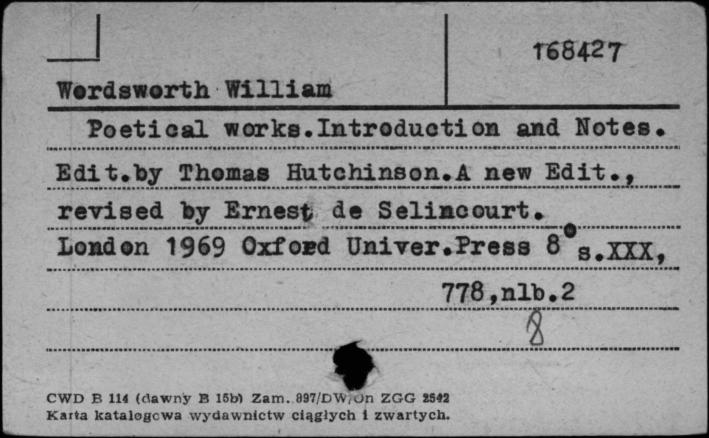 168427
Wordsworth William
Poetical works.Introduction and Notes.
Edit.by Thomas Hutchinson.A new Edit.,
revised by Ernest de Selincourt.
London 1969 Oxford Univer.Press 8° s.XXX,
778,nlb.2
8
CWD B 114 (dawny B 15b) Zam. 897/DW/On ZGG 2542
Karta katalogowa wydawnictw ciągłych i zwartych.